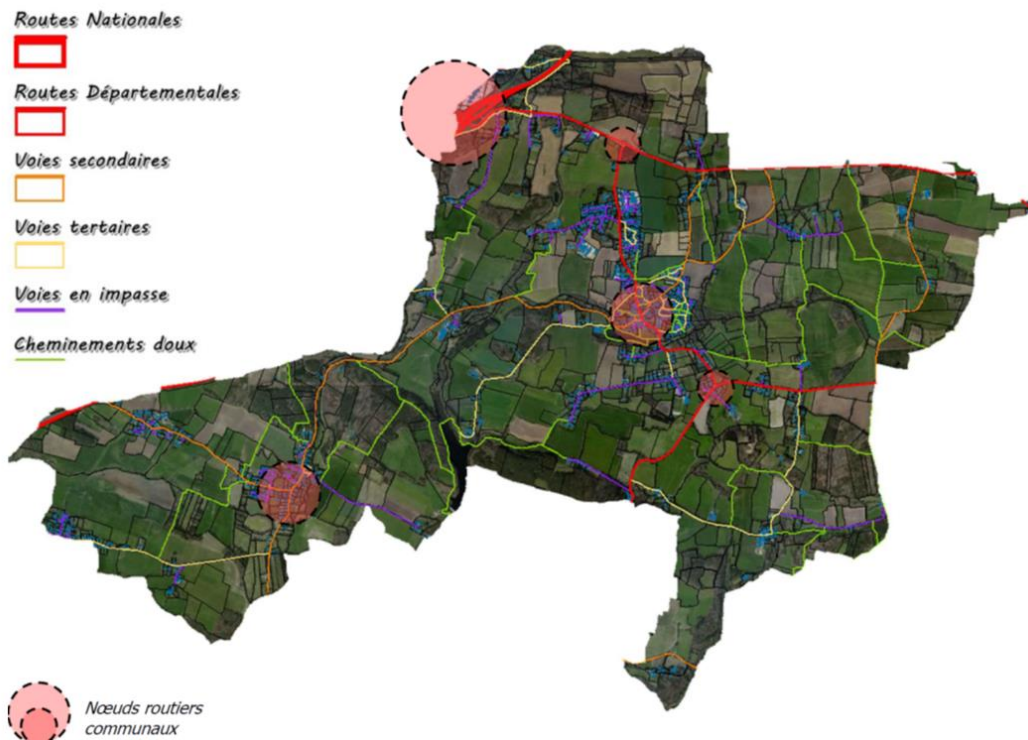 Routes Nationales
Routes Départementales
Voies secondaires
Voies tertaires
Voies en impasse
Cheminements doux
Nœuds routiers
communaux